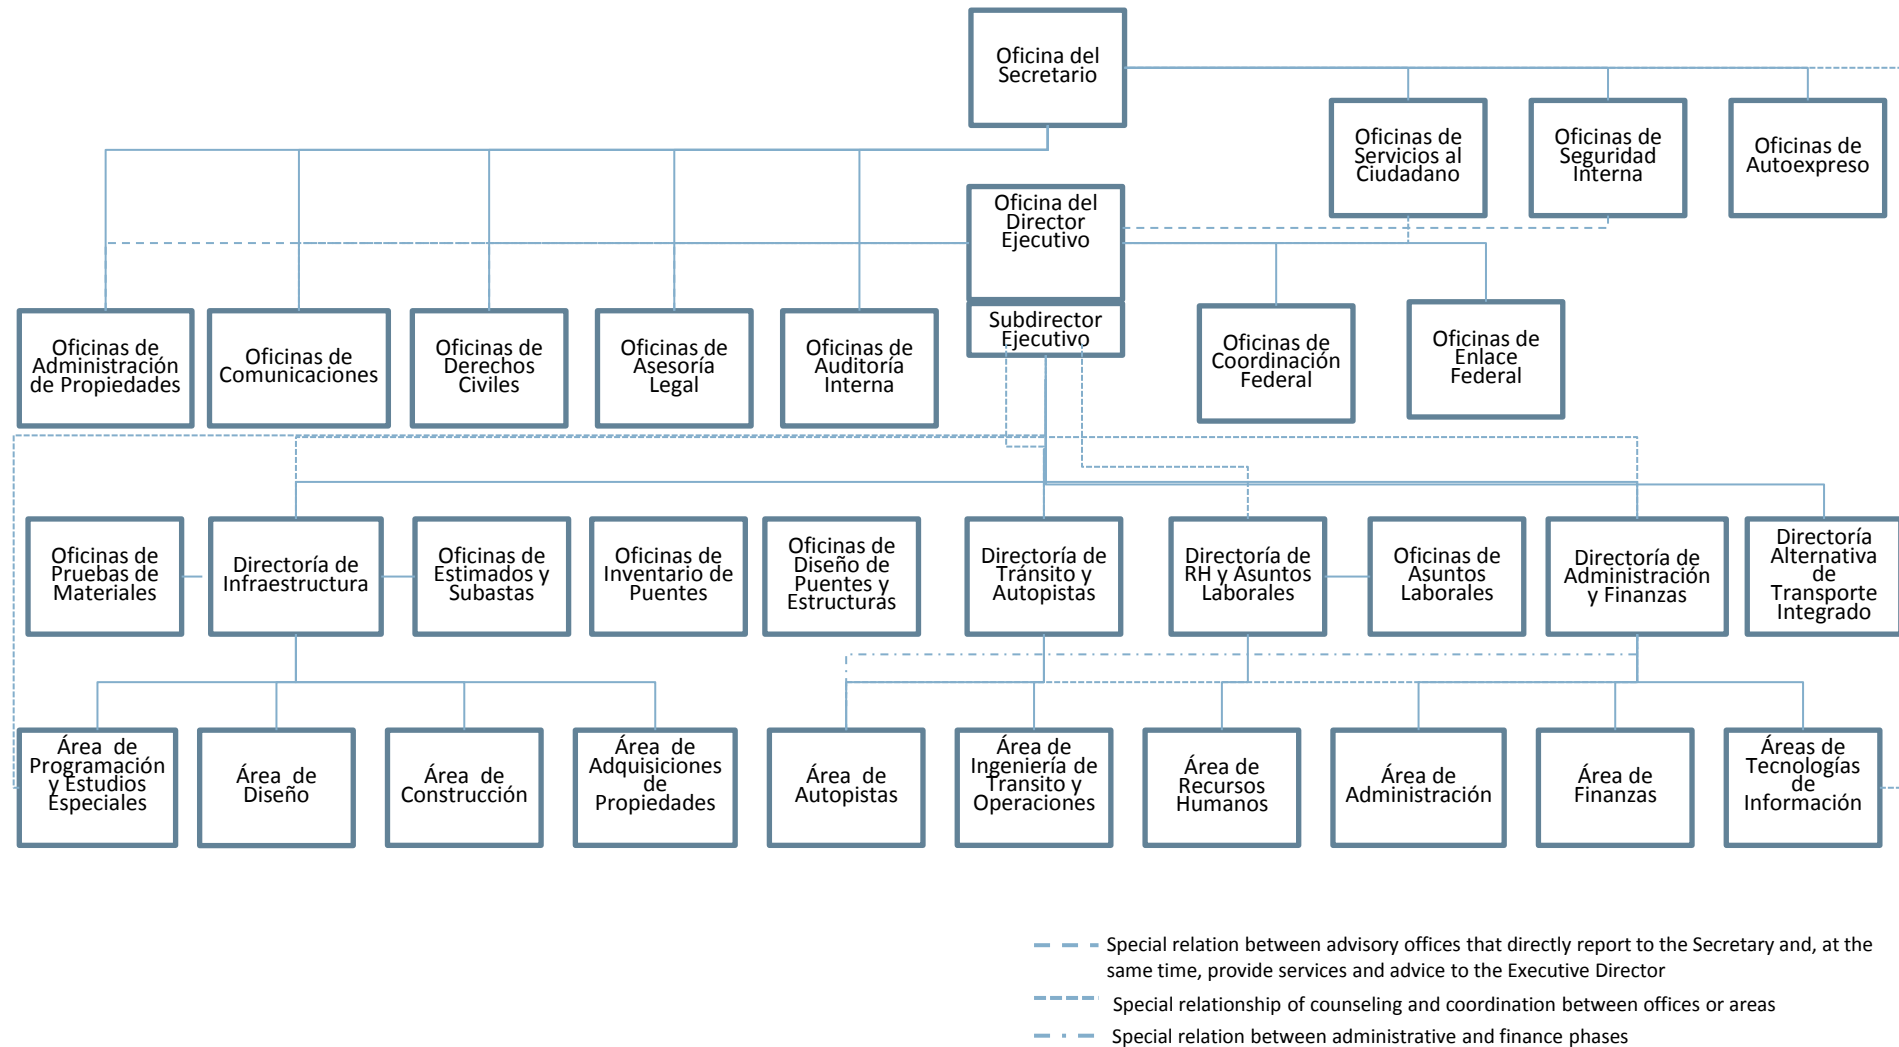 Oficina del
Secretario
Oficinas de
Servicios al
Ciudadano
Oficinas de
Seguridad
Interna
Oficinas de
Autoexpreso
Oficina del
Director
Ejecutivo
Subdirector
Ejecutivo
Oficinas de
Administración
de Propiedades
Oficinas de
Comunicaciones
Oficinas de
Derechos
Civiles
Oficinas de
Asesoría
Legal
Oficinas de
Auditoría
Interna
Oficinas de
Coordinación
Federal
Oficinas de
Enlace
Federal
Oficinas de
Pruebas de
Materiales
Directoría de
Infraestructura
Oficinas de
Estimados y
Subastas
Oficinas de
Inventario de
Puentes
Oficinas de
Diseño de
Puentes y
Estructuras
Directoría de
Tránsito y
Autopistas
Directoría de
RH y Asuntos
Laborales
Oficinas de
Asuntos
Laborales
Directoría de
Administración
y Finanzas
Directoría
Alternativa
de
Transporte
Integrado
Área de
Programación
y Estudios
Especiales
Área de
Diseño
Área de
Construcción
Área de
Adquisiciones
de
Propiedades
Área de
Autopistas
Área de
Ingeniería de
Transito y
Operaciones
Área de
Recursos
Humanos
Área de
Administración
Área de
Finanzas
Áreas de
Tecnologías
de
Información
Special relation between advisory offices that directly report to the Secretary and, at the
same time, provide services and advice to the Executive Director
Special relationship of counseling and coordination between offices or areas
Special relation between administrative and finance phases